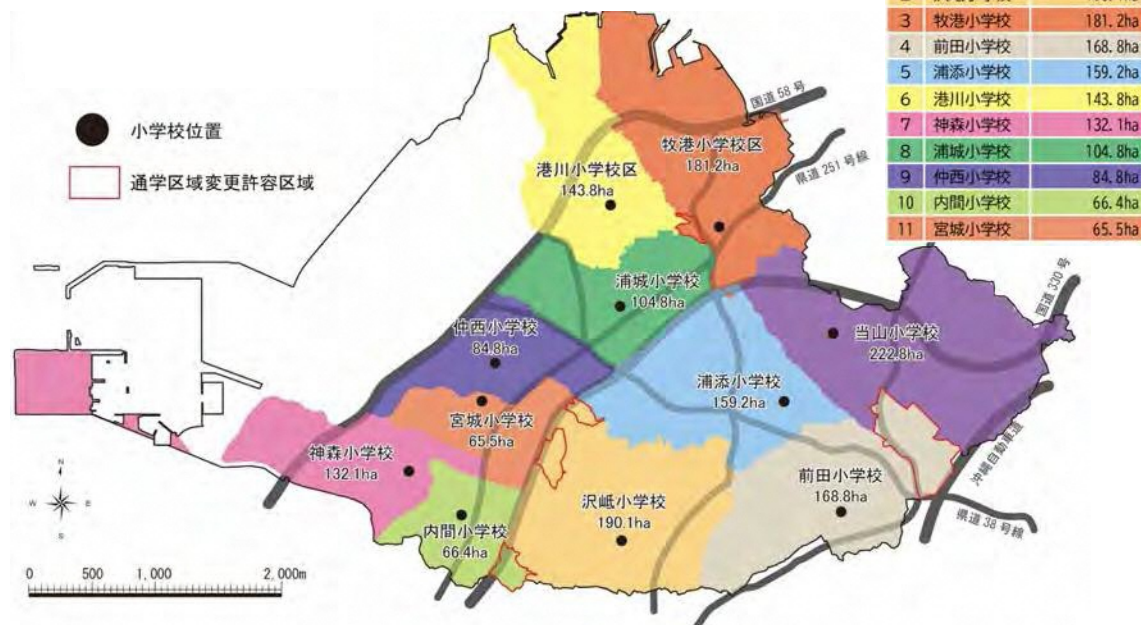 3 牧港小学校 181.2ha
4 前田小学校 168.8ha
5 浦添小学校 159.2ha
6 港川小学校 143.8ha
7 神森小学校 132.1ha
8 浦城小学校 104.8ha
9 仲西小学校 84.8ha
10 内間小学校 66.4ha
11 宮城小学校 65.5ha
小学校位置
通学区域変更許容区域
国道58号
県道251号線
国道330号
沖縄自動車道
県道38号線
牧港小学校区
181.2ha
港川小学校区
143.8ha
浦城小学校
104.8ha
仲西小学校
84.8ha
当山小学校
222.8ha
浦添小学校
159.2ha
宮城小学校
65.5ha
神森小学校
132.1ha
前田小学校
168.8ha
沢岻小学校
190.1ha
内間小学校
66.4ha
N
W E
S
0 500 1,000 2,000m